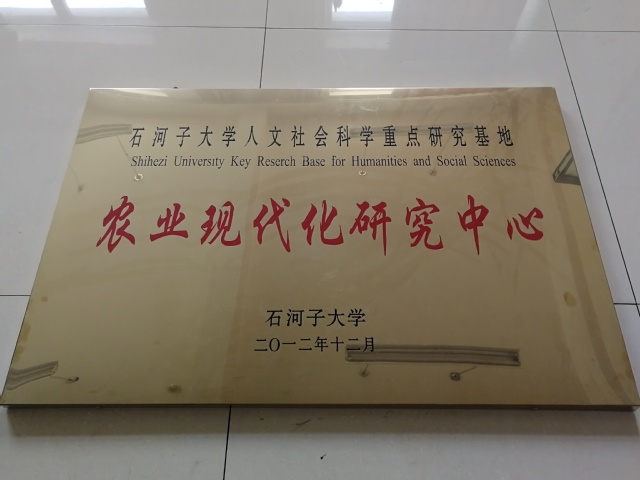 石河子大学人文社会科学重点研究基地
Shihezi University Key Reserch Base for Humanities and Social Sciences
农业现代化研究中心
石河子大学
二〇一二年十二月